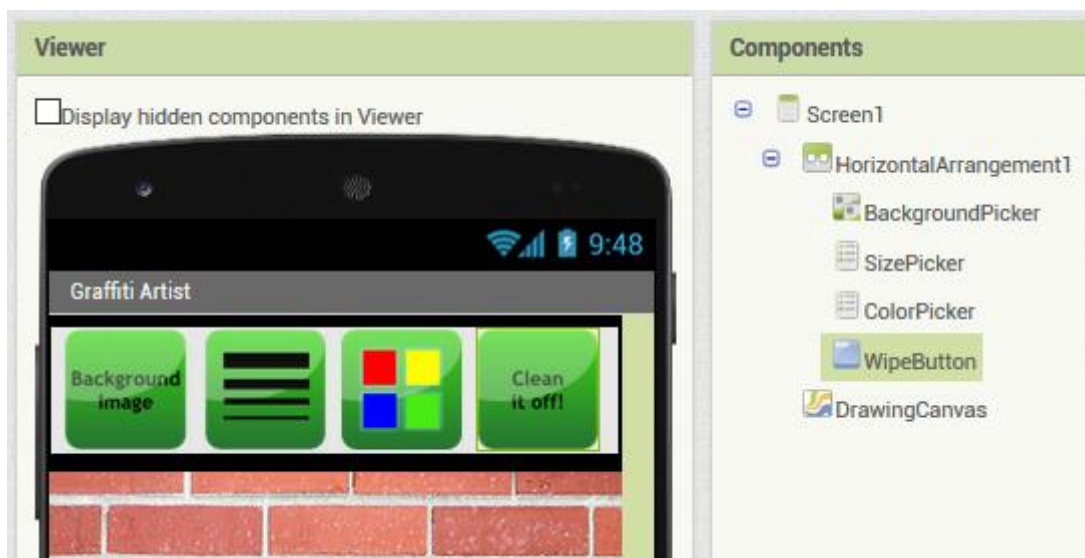 Viewer
Display hidden components in Viewer
9:48
Graffiti Artist
Background
image
Clean
it off!
Components
Screen1
HorizontalArrangement1
BackgroundPicker
SizePicker
ColorPicker
WipeButton
DrawingCanvas